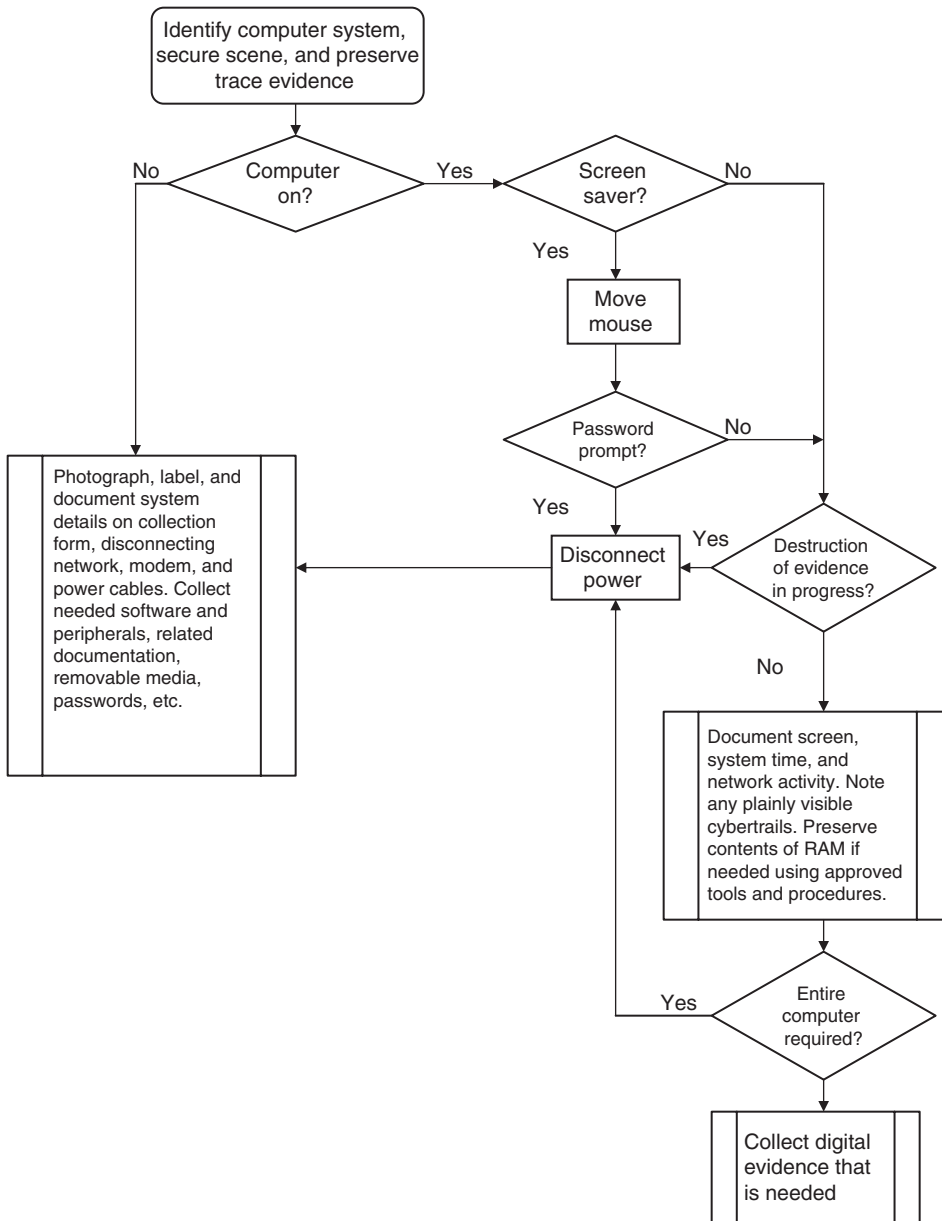 Identify computer system,
secure scene, and preserve
trace evidence
No
Computer
on?
Yes
Screen
saver?
No
Yes
Move
mouse
Password
prompt?
No
Yes
Photograph, label, and
document system
details on collection
form, disconnecting
network, modem, and
power cables. Collect
needed software and
peripherals, related
documentation,
removable media,
passwords, etc.
Disconnect
power
Yes
Destruction
of evidence
in progress?
No
Document screen,
system time, and
network activity. Note
any plainly visible
cybertrails. Preserve
contents of RAM if
needed using approved
tools and procedures.
Yes
Entire
computer
required?
Collect digital
evidence that
is needed